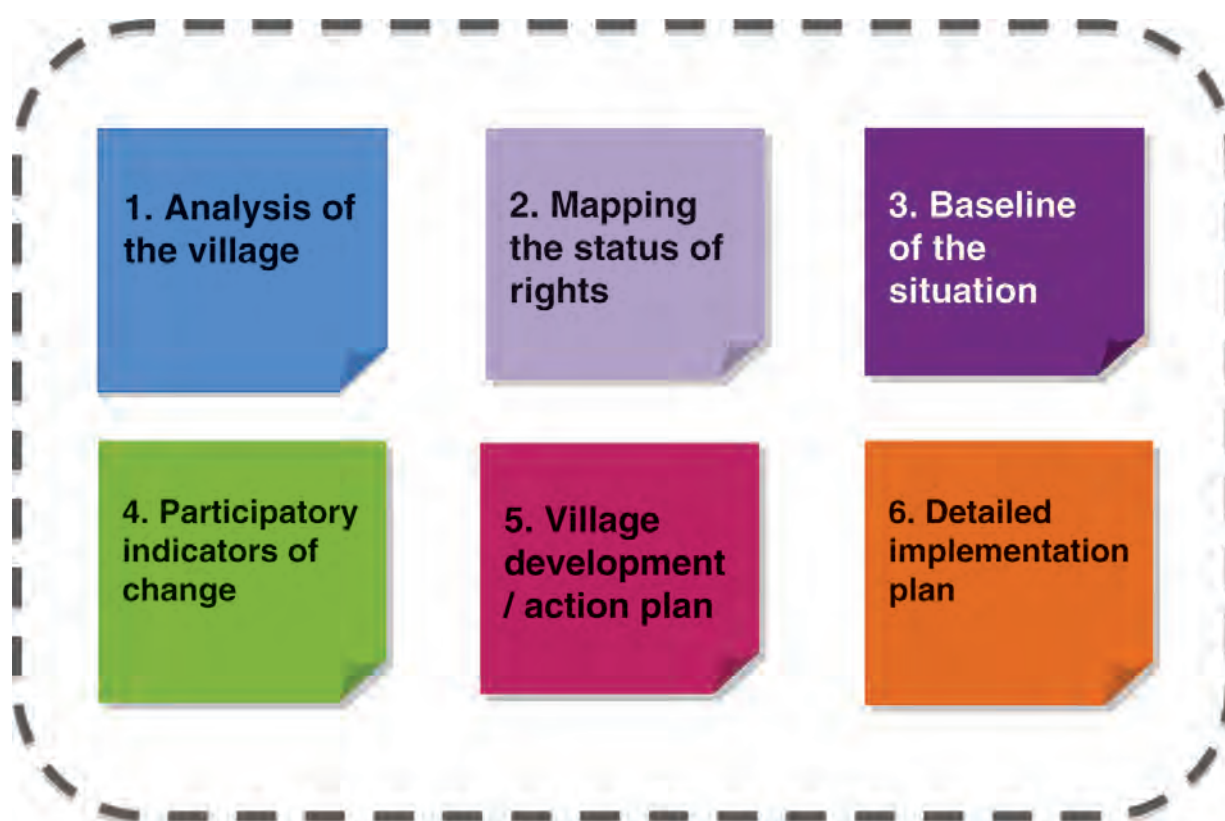 1. Analysis of
the village
2. Mapping
the status of
rights
3. Baseline
of the
situation
4. Participatory
indicators of
change
5. Village
development
/ action plan
6. Detailed
implementation
plan